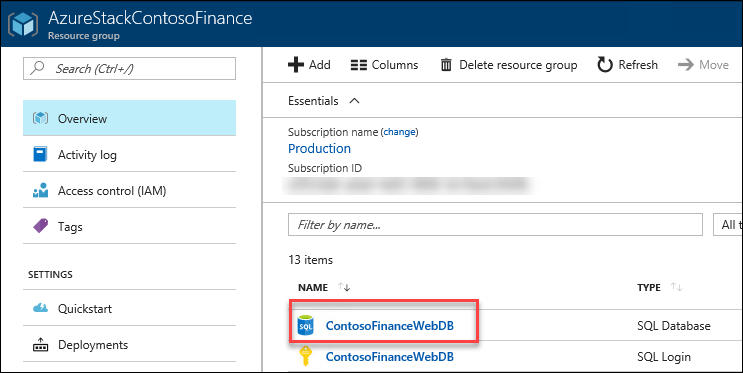 AzureStackContosoFinance
Resource group
Search (Ctrl+/)
Overview
Activity log
Access control (IAM)
Tags
SETTINGS
Quickstart
Deployments
Add Columns Delete resource group Refresh Move
Essentials
Subscription name (change)
Production
Subscription ID
Filter by name...
All t
13 items
NAME TYPE
SQL ContosoFinanceWebDB SQL Database
ContosoFinanceWebDB SQL Login